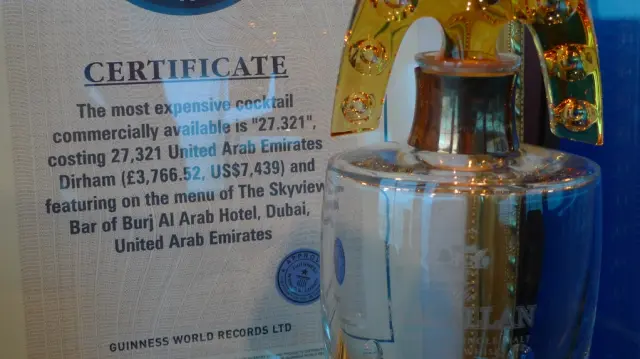 CERTIFICATE
The most expensive cocktail
commercially available is "27.321",
costing 27,321 United Arab Emirates
Dirham (£3,766.52, US$7,439) and
featuring on the menu of The Skyview
Bar of Burj Al Arab Hotel, Dubai,
United Arab Emirates
GUINNESS WORLD RECORDS LTD